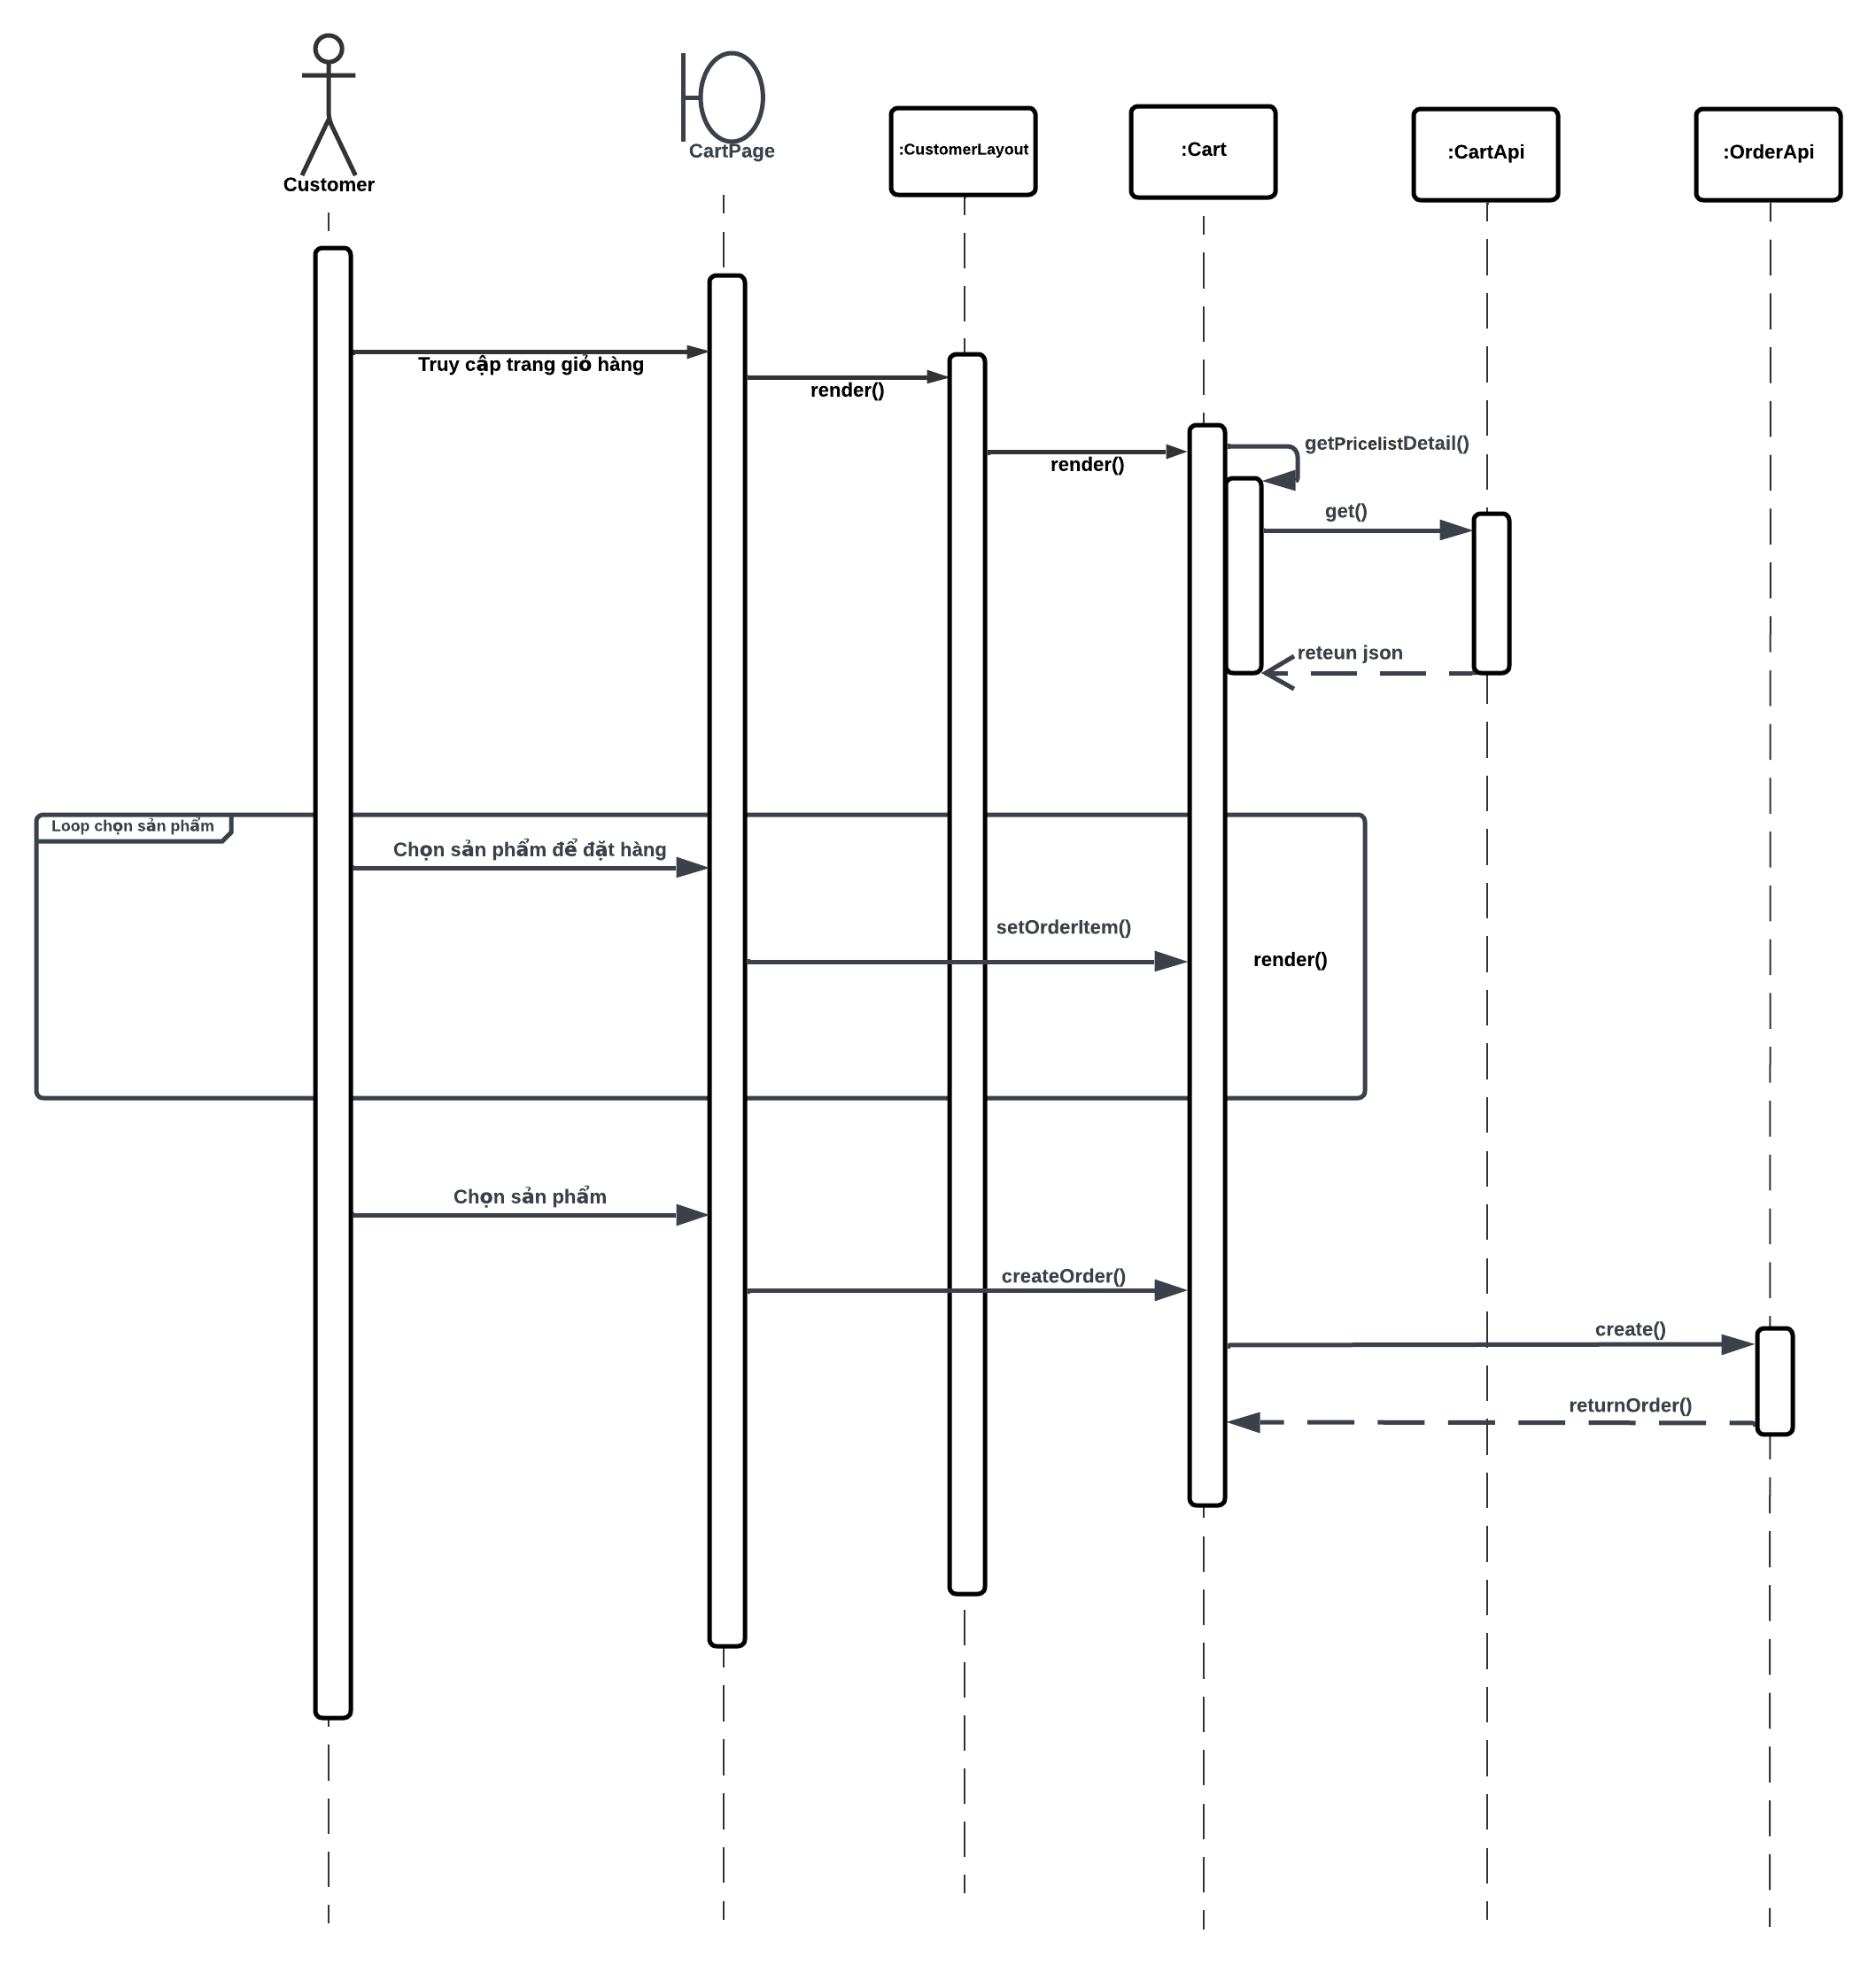 Customer
CartPage
:CustomerLayout
:Cart
:CartApi
:OrderApi
Truy cập trang giỏ hàng
render()
render()
getPricelistDetail()
get()
reteun json
Loop chọn sản phẩm
Chọn sản phẩm để đặt hàng
setOrderItem()
render()
Chọn sản phẩm
createOrder()
create()
returnOrder()